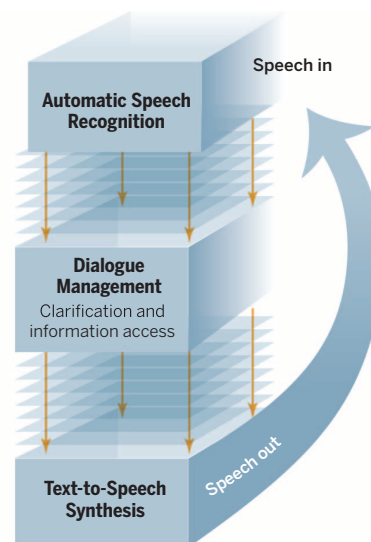 Speech in
Automatic Speech
Recognition
Dialogue
Management
Clarification and
information access
Speech out
Text-to-Speech
Synthesis